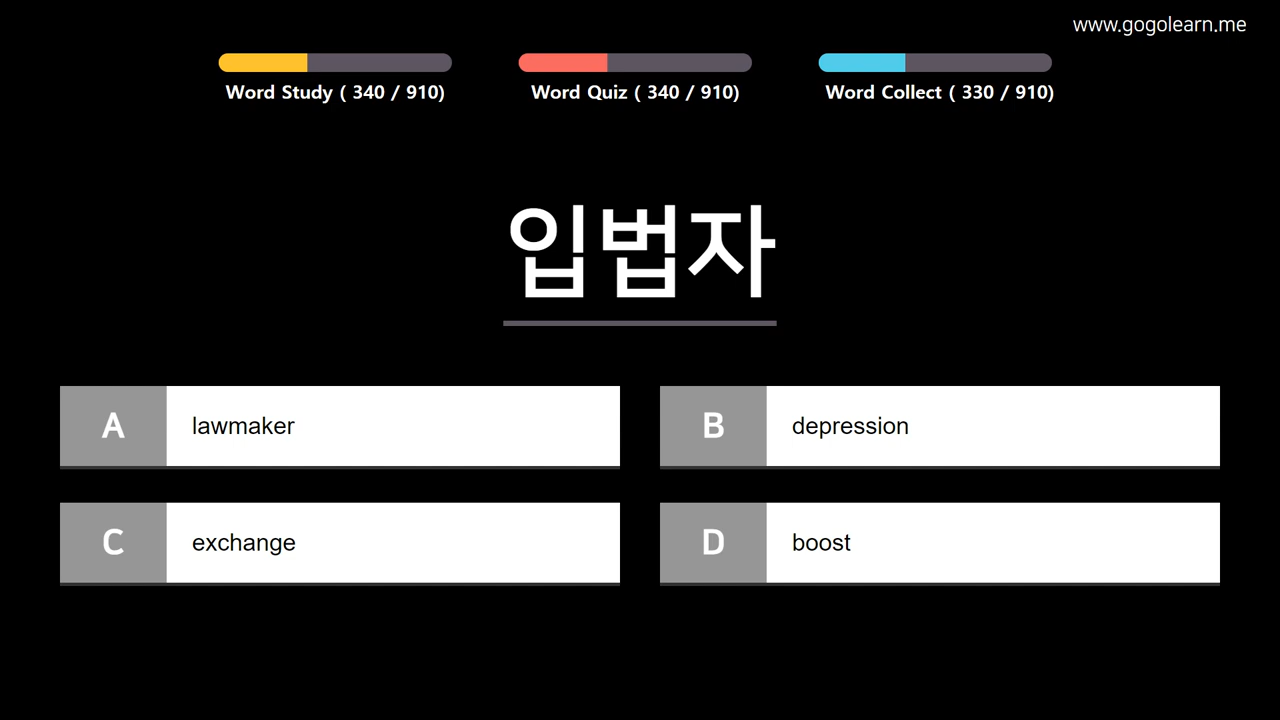 www.gogolearn.me
Word Study ( 340 / 910)
Word Quiz ( 340 / 910)
Word Collect ( 330 / 910)
입법자
A lawmaker
B depression
C exchange
D boost